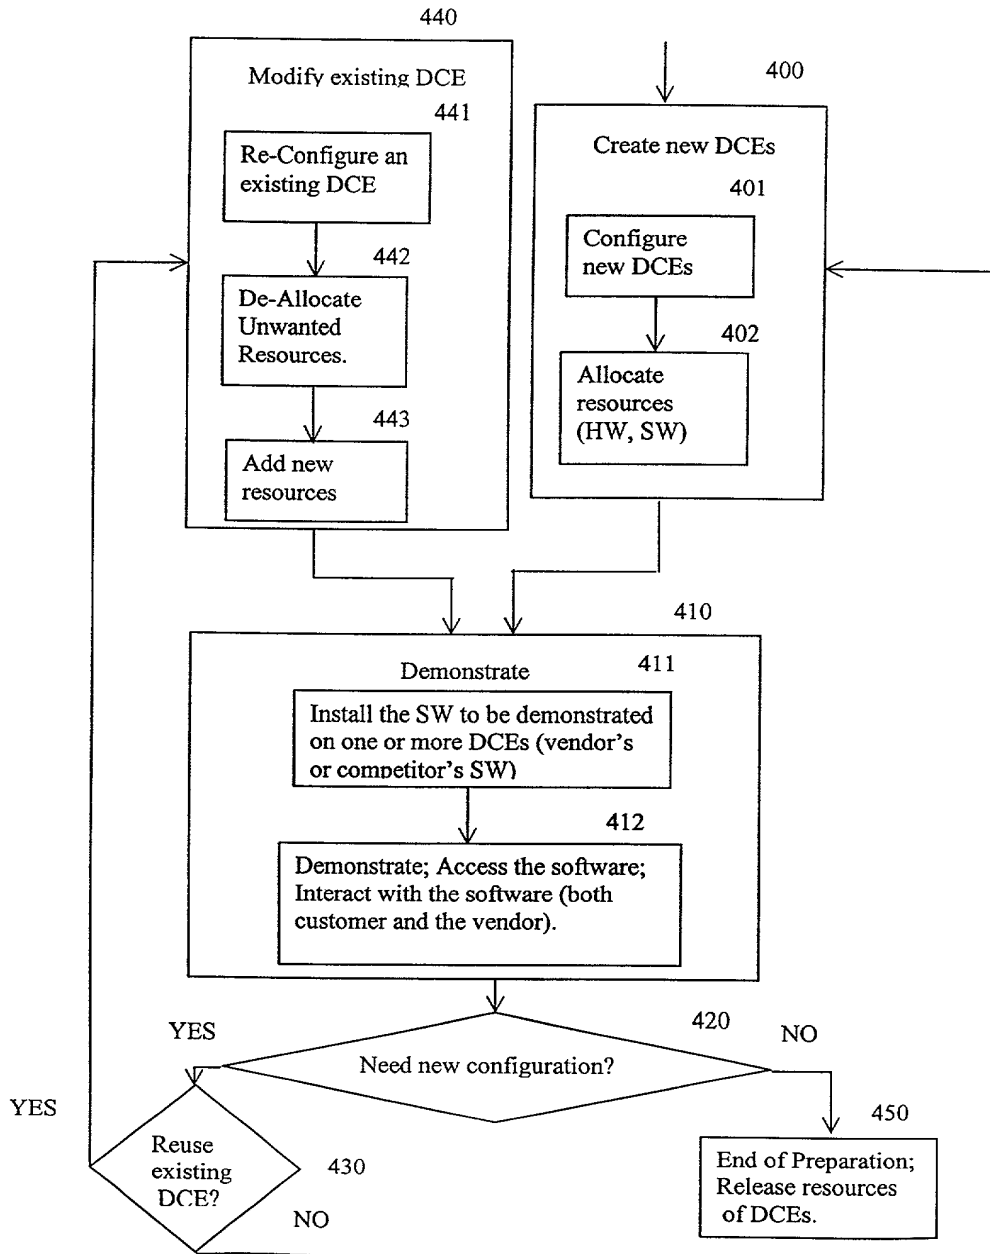 440
Modify existing DCE
441
Re-Configure an
existing DCE
442
De-Allocate
Unwanted
Resources.
443
Add new
resources
400
Create new DCEs
401
Configure
new DCEs
402
Allocate
resources
(HW, SW)
410
Demonstrate
411
Install the SW to be demonstrated
on one or more DCEs (vendor's
or competitor's SW)
412
Demonstrate; Access the software;
Interact with the software (both
customer and the vendor).
420
YES
NO
Need new configuration?
YES
Reuse
existing
DCE?
430
NO
450
End of Preparation;
Release resources
of DCEs.